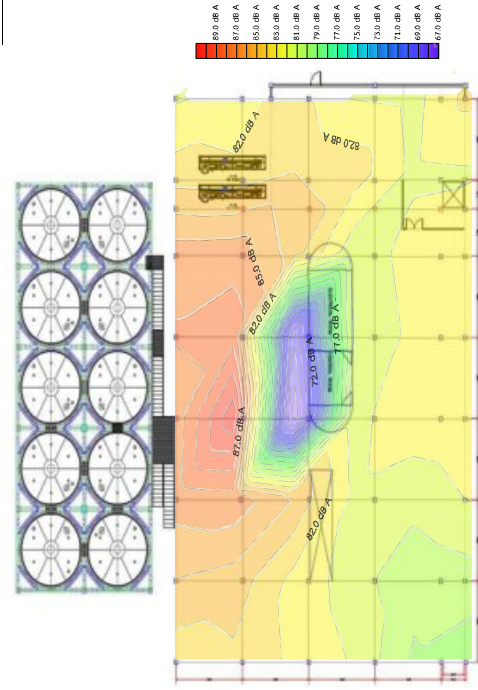 89.0 dB A
87.0 dB A
85.0 dB A
83.0 dB A
81.0 dB A
79.0 dB A
77.0 dB A
75.0 dB A
73.0 dB A
71.0 dB A
69.0 dB A
67.0 dB A
82.0 dB A
82.0 dB A
85.0 dB A
82.0 dB A
77.0 dB A
72.0 dB A
87.0 dB A
82.0 dB A